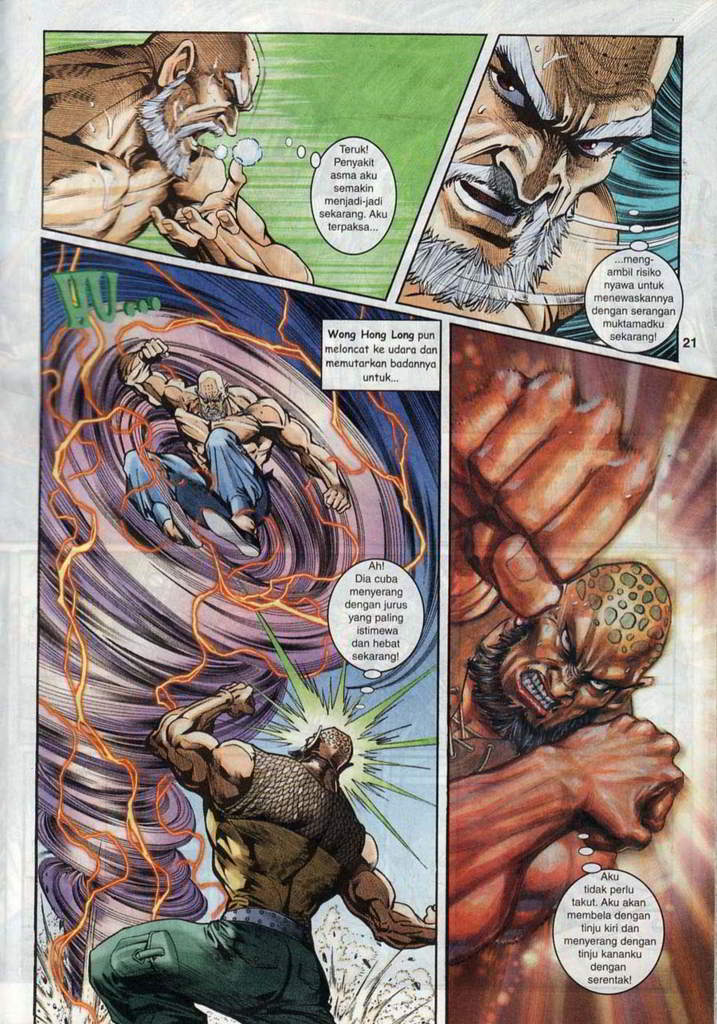 Teruk!
Penyakit
asma aku
semakin
menjadi-jadi
sekarang. Aku
terpaksa...
...meng-
ambil risiko
nyawa untuk
menewaskannya
dengan serangan
muktamadku
sekarang!
21
Wong Hong Long pun
meloncat ke udara dan
memutarkan badannya
untuk...
Ah!
Dia cuba
menyerang
dengan jurus
yang paling
istimewa
dan hebat
sekarang!
Aku
tidak perlu
takut. Aku akan
membela dengan
tinju kiri dan
menyerang dengan
tinju kananku
dengan
serentak!